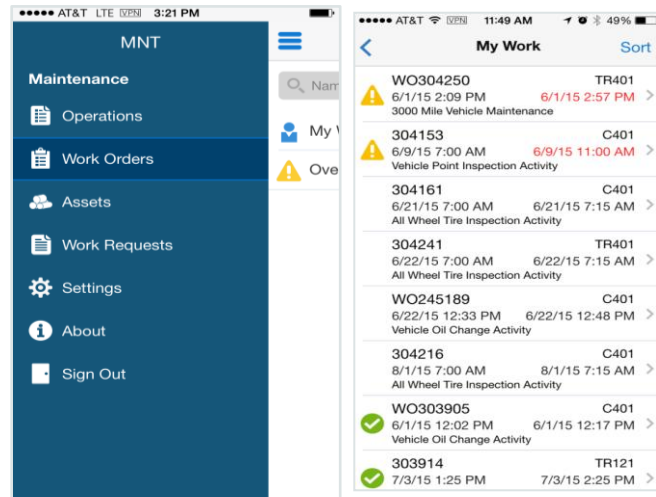 AT&T LTE VPN 3:21 PM
MNT
Maintenance
Operations
Work Orders
Assets
Work Requests
Settings
About
Sign Out
My
AT&T VPN 11:49 AM 49%
My Work Sort
WO304250 TR401
6/1/15 2:09 PM 6/1/15 2:57 PM
3000 Mile Vehicle Maintenance
304153 C401
6/9/15 7:00 AM 6/9/15 11:00 AM
Vehicle Point Inspection Activity
304161 C401
6/21/15 7:00 AM 6/21/15 7:15 AM
All Wheel Tire Inspection Activity
304241 TR401
6/22/15 7:00 AM 6/22/15 7:15 AM
All Wheel Tire Inspection Activity
WO245189 C401
6/22/15 12:33 PM 6/22/15 12:48 PM
Vehicle Oil Change Activity
304216 C401
8/1/15 7:00 AM 8/1/15 7:15 AM
All Wheel Tire Inspection Activity
WO303905 C401
6/1/15 12:02 PM 6/1/15 12:17 PM
Vehicle Oil Change Activity
303914 TR121
7/3/15 1:25 PM 7/3/15 2:25 PM